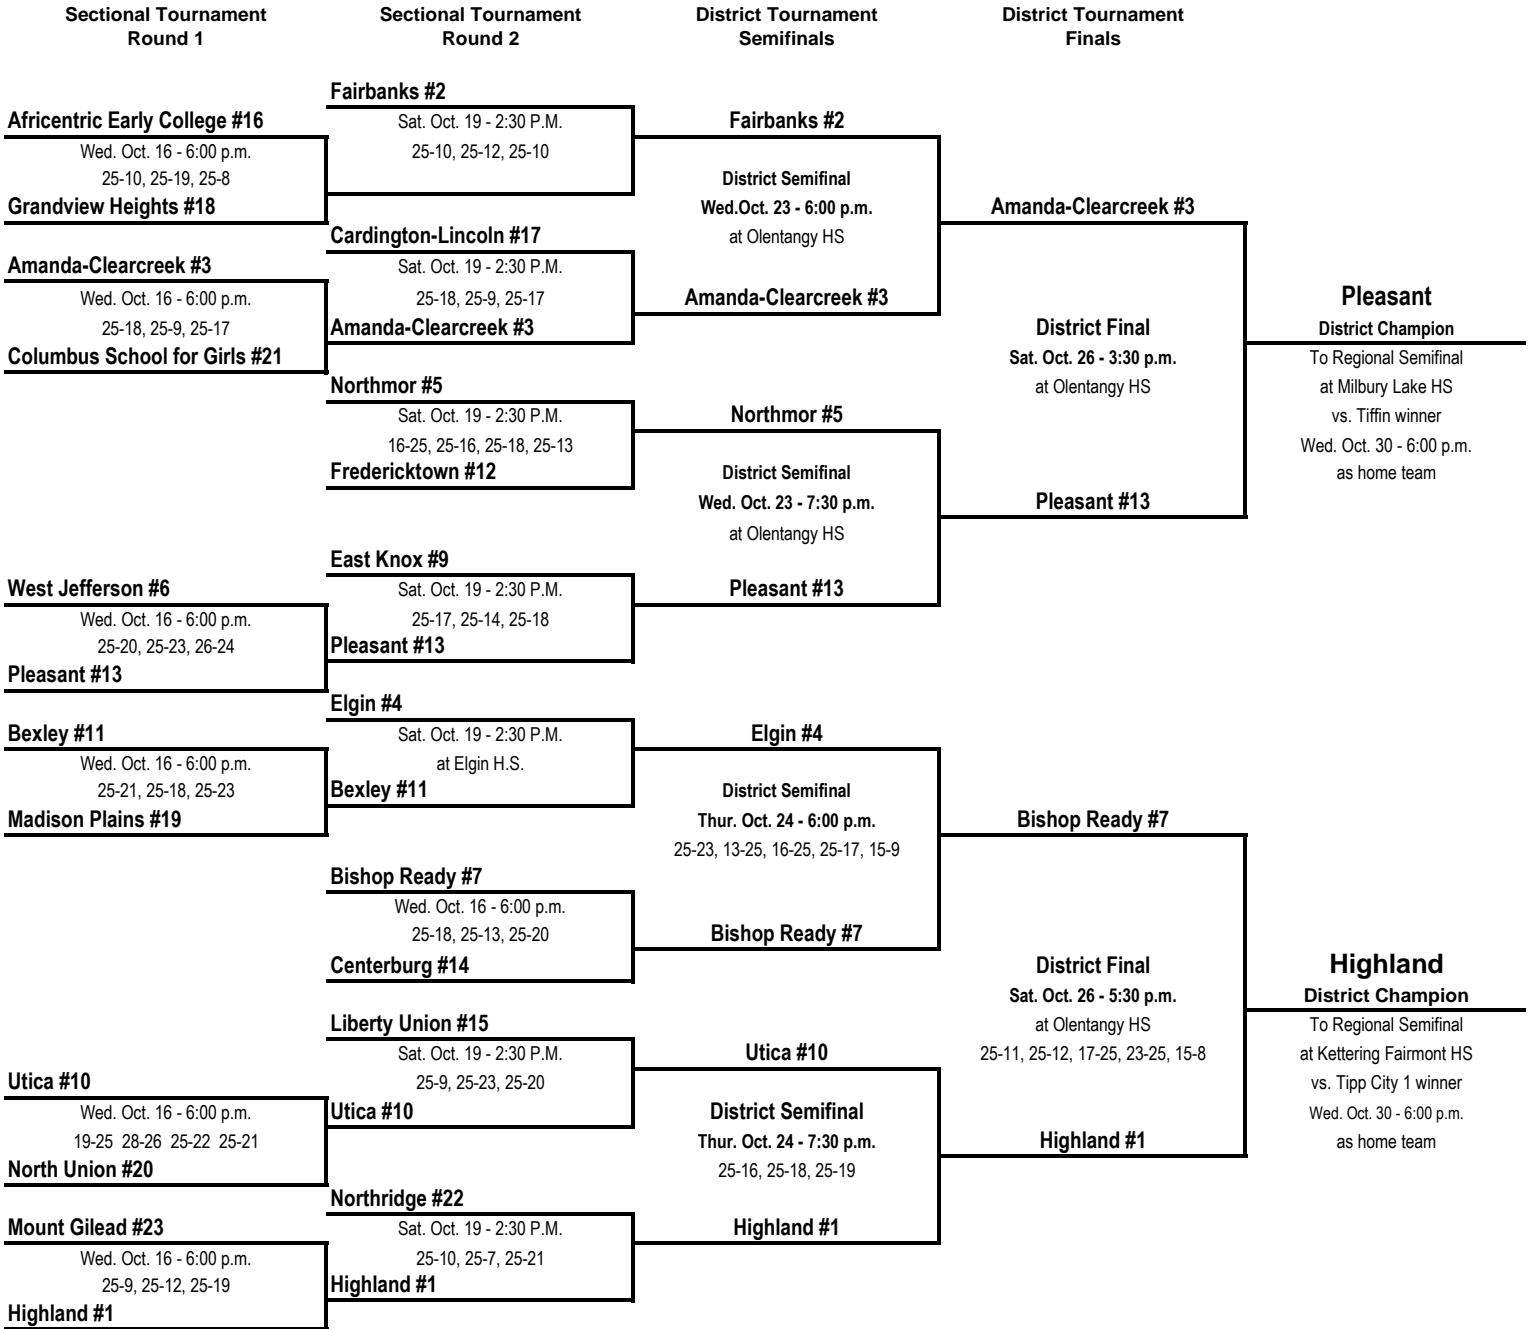 Sectional Tournament
Round 1
Sectional Tournament
Round 2
District Tournament
Semifinals
District Tournament
Finals
Africentric Early College #16
Wed. Oct. 16 - 6:00 p.m.
25-10, 25-19, 25-8
Grandview Heights #18
Amanda-Clearcreek #3
Wed. Oct. 16 - 6:00 p.m.
25-18, 25-9, 25-17
Columbus School for Girls #21
West Jefferson #6
Wed. Oct. 16 - 6:00 p.m.
25-20, 25-23, 26-24
Pleasant #13
Bexley #11
Wed. Oct. 16 - 6:00 p.m.
25-21, 25-18, 25-23
Madison Plains #19
Utica #10
Wed. Oct. 16 - 6:00 p.m.
19-25 28-26 25-22 25-21
North Union #20
Mount Gilead #23
Wed. Oct. 16 - 6:00 p.m.
25-9, 25-12, 25-19
Highland #1
Fairbanks #2
Sat. Oct. 19 - 2:30 P.M.
25-10, 25-12, 25-10
Cardington-Lincoln #17
Sat. Oct. 19 - 2:30 P.M.
25-18, 25-9, 25-17
Amanda-Clearcreek #3
Northmor #5
Sat. Oct. 19 - 2:30 P.M.
16-25, 25-16, 25-18, 25-13
Fredericktown #12
East Knox #9
Sat. Oct. 19 - 2:30 P.M.
25-17, 25-14, 25-18
Pleasant #13
Elgin #4
Sat. Oct. 19 - 2:30 P.M.
at Elgin H.S.
Bexley #11
Bishop Ready #7
Wed. Oct. 16 - 6:00 p.m.
25-18, 25-13, 25-20
Centerburg #14
Liberty Union #15
Sat. Oct. 19 - 2:30 P.M.
25-9, 25-23, 25-20
Utica #10
Northridge #22
Sat. Oct. 19 - 2:30 P.M.
25-10, 25-7, 25-21
Highland #1
Fairbanks #2
District Semifinal
Wed.Oct. 23 - 6:00 p.m.
at Olentangy HS
Amanda-Clearcreek #3
Northmor #5
District Semifinal
Wed. Oct. 23 - 7:30 p.m.
at Olentangy HS
Pleasant #13
Elgin #4
District Semifinal
Thur. Oct. 24 - 6:00 p.m.
25-23, 13-25, 16-25, 25-17, 15-9
Bishop Ready #7
Utica #10
District Semifinal
Thur. Oct. 24 - 7:30 p.m.
25-16, 25-18, 25-19
Highland #1
Amanda-Clearcreek #3
District Final
Sat. Oct. 26 - 3:30 p.m.
at Olentangy HS
Pleasant #13
Bishop Ready #7
District Final
Sat. Oct. 26 - 5:30 p.m.
at Olentangy HS
25-11, 25-12, 17-25, 23-25, 15-8
Highland #1
Pleasant
District Champion
To Regional Semifinal
at Milbury Lake HS
vs. Tiffin winner
Wed. Oct. 30 - 6:00 p.m.
as home team
Highland
District Champion
To Regional Semifinal
at Kettering Fairmont HS
vs. Tipp City 1 winner
Wed. Oct. 30 - 6:00 p.m.
as home team